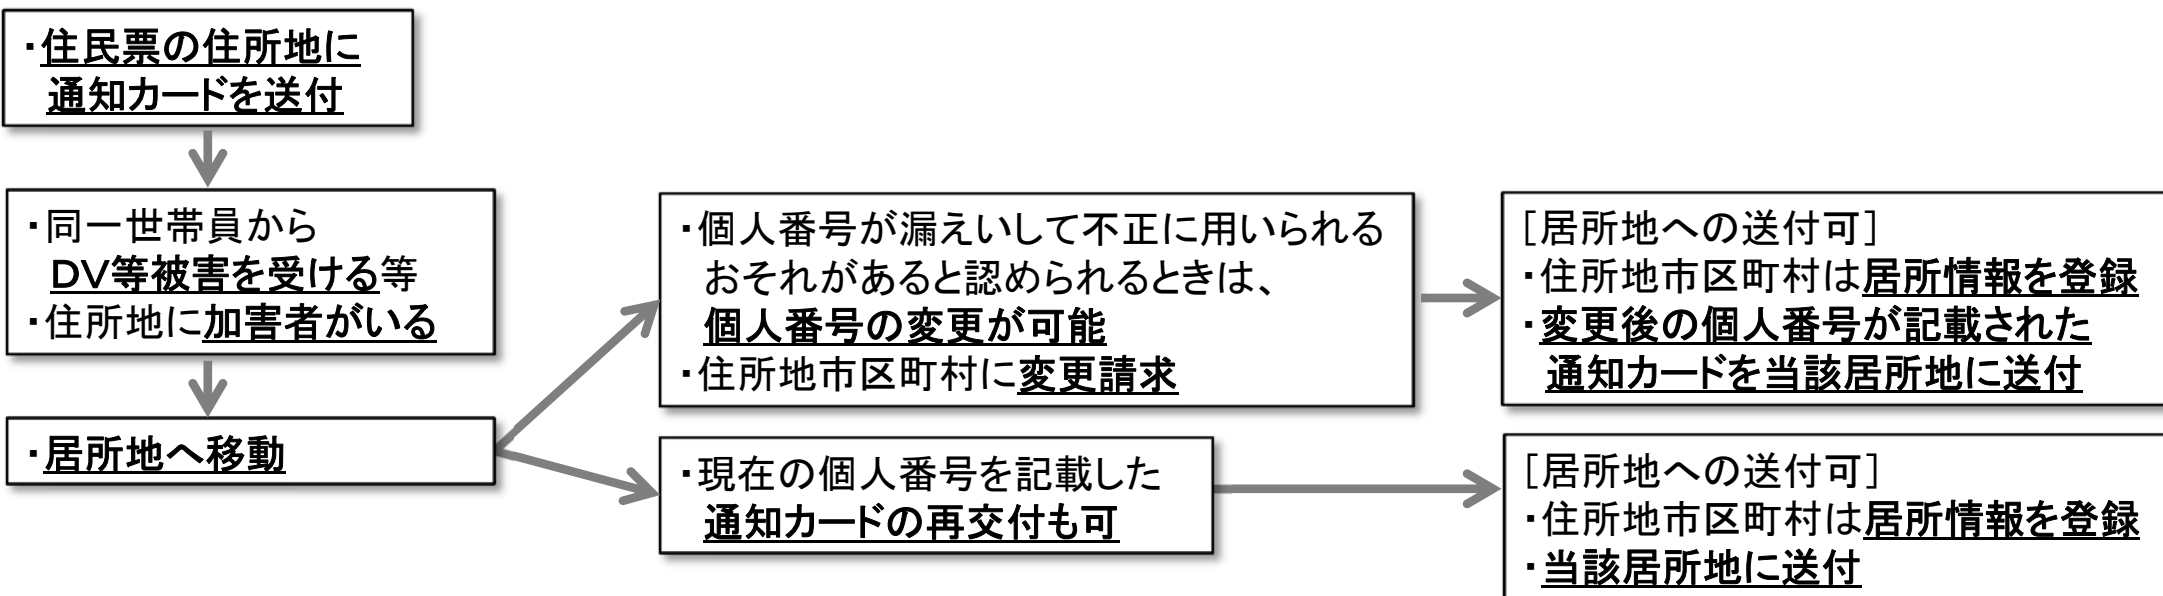 ・住民票の住所地に
通知カードを送付
・同一世帯員から
DV等被害を受ける等
・住所地に加害者がいる
・居所地へ移動
・個人番号が漏えいして不正に用いられる
おそれがあると認められるときは、
個人番号の変更が可能
・住所地市区町村に変更請求
・現在の個人番号を記載した
通知カードの再交付も可
[居所地への送付可]
・住所地市区町村は居所情報を登録
・変更後の個人番号が記載された
通知カードを当該居所地に送付
[居所地への送付可]
・住所地市区町村は居所情報を登録
・当該居所地に送付